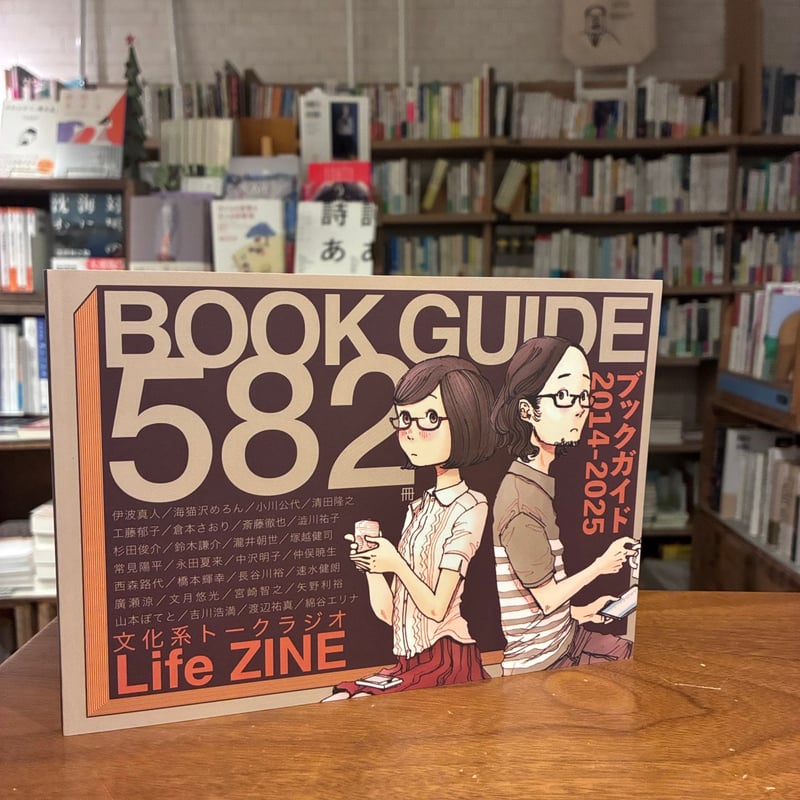 BOOK GUIDE
582冊
ブックガイド
2014-2025
伊波真人／海猫沢めろん／小川公代／清田隆之
工藤郁子／倉本さおり／斎藤徹也／澁川祐子
杉田俊介／鈴木謙介／瀧井朝世／塚越健司
常見陽平／永田夏来／中沢明子／仲俣暁生
西森路代／橋本輝幸／長谷川裕／速水健朗
廣瀬涼／文月悠光／宮崎智之／矢野利裕
山本ぽてと／吉川浩満／渡辺祐真／綿谷エリナ
文化系トークラジオ
Life ZINE
詩
あ